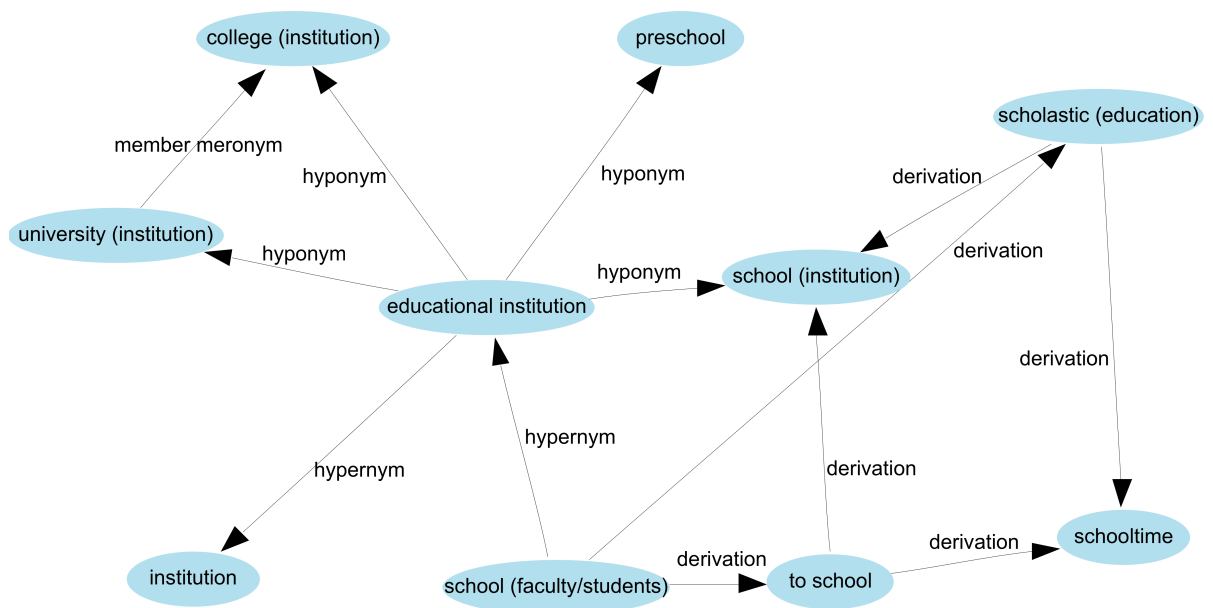 college (institution)
preschool
scholastic (education)
member meronym
hyponym
hyponym
derivation
university (institution)
hyponym
derivation
hyponym
school (institution)
educational institution
derivation
hypernym
hypernym
derivation
derivation
schooltime
derivation
institution
school (faculty/students)
to school